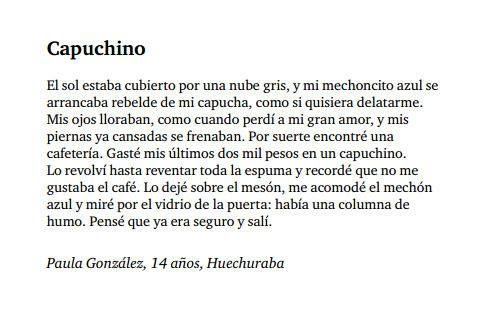 Capuchino
El sol estaba cubierto por una nube gris, y mi mechoncito azul se
arrancaba rebelde de mi capucha, como si quisiera delatarme.
Mis ojos lloraban, como cuando perdí a mi gran amor, y mis
piernas ya cansadas se frenaban. Por suerte encontré una
cafetería. Gasté mis últimos dos mil pesos en un capuchino.
Lo revolví hasta reventar toda la espuma y recordé que no me
gustaba el café. Lo dejé sobre el mesón, me acomodé el mechón
azul y miré por el vidrio de la puerta: había una columna de
humo. Pensé que ya era seguro y salí.
Paula González, 14 años, Huechuraba